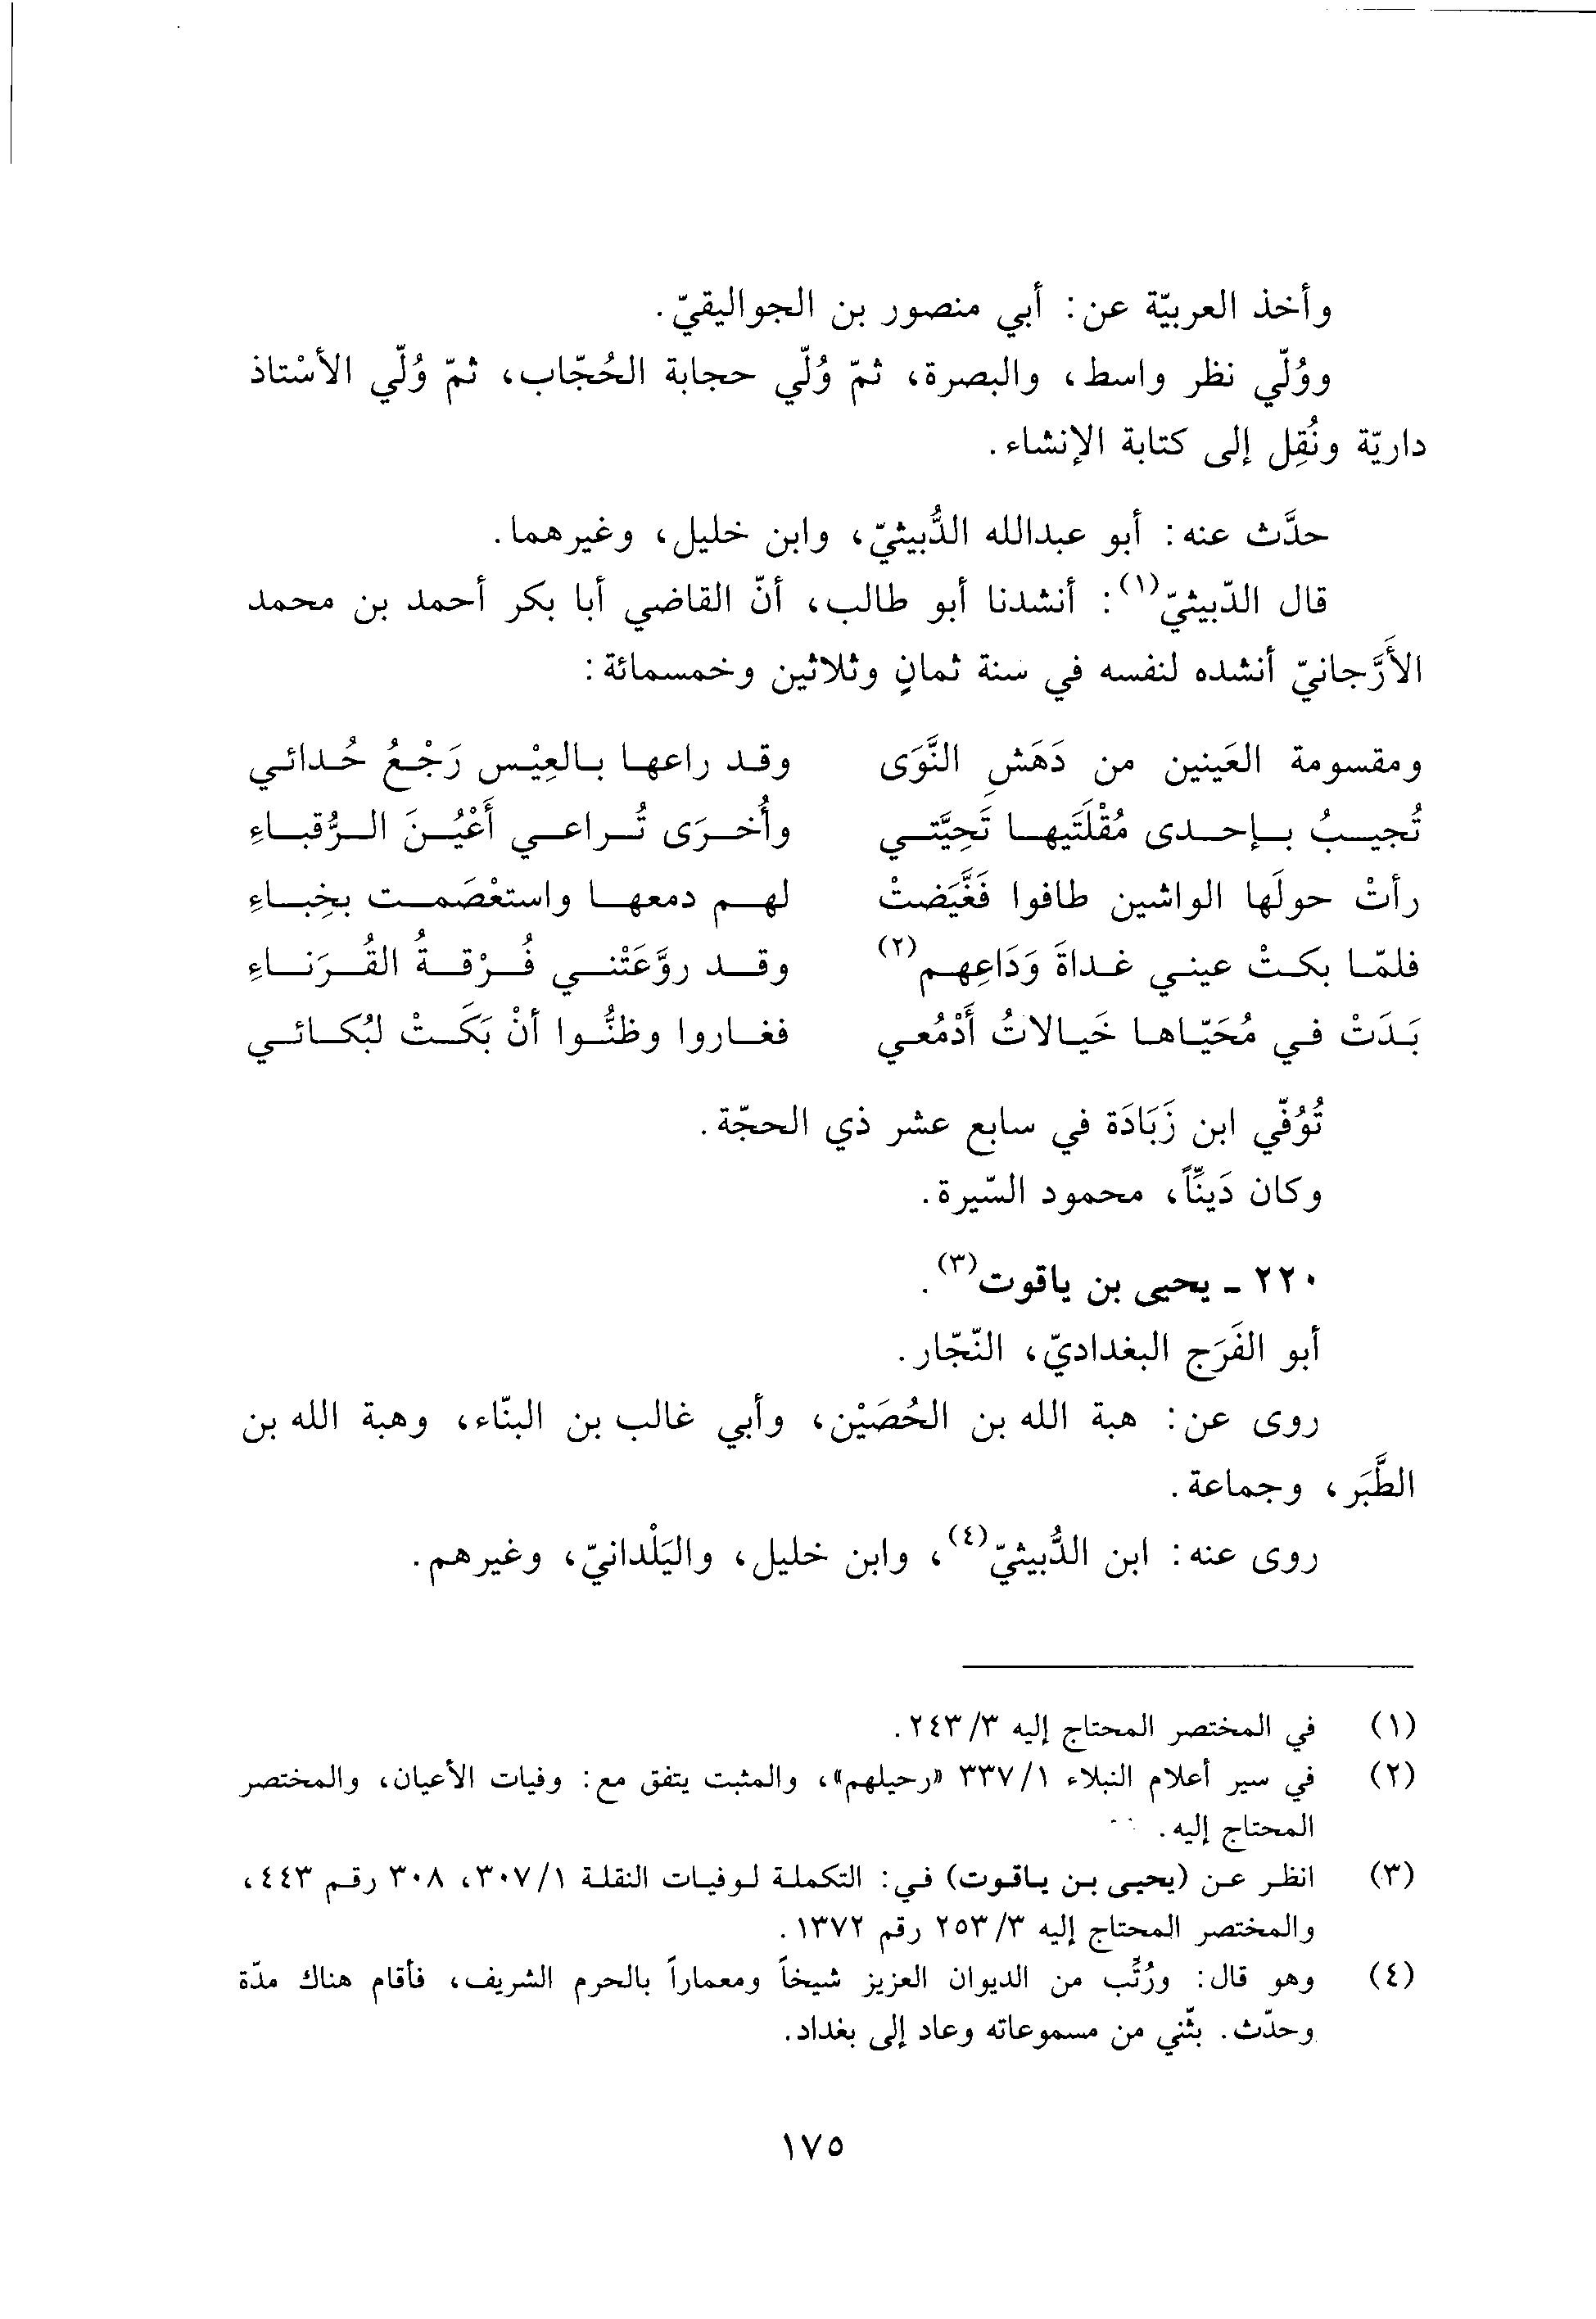 وأخذ العربيّة عن: أبي منصور بن الجواليقيّ.
ووُلّي نظر واسط، والبصرة، ثمّ وُلّي حجابة الحُجّاب، ثمّ وُلّي الأسْتاذ
داريّة ونُقِل إلى كتابة الإنشاء.
حدَّث عنه: أبو عبدالله الدُّبيثيّ، وابن خليل، وغيرهما.
قال الدّبيثيّ(١): أنشدنا أبو طالب، أنّ القاضي أبا بكر أحمد بن محمد
الأَرَّجانيّ أنشده لنفسه في سنة ثمانٍ وثلاثين وخمسمائة:
ومقسومة العَينين من دَهَشِ النَّوَى وقد راعها بالعِيْس رَجْعُ حُدائي
تُجيبُ بإحدى مُقْلَتَيها تَحِيَّتي وأُخرَى تُراعي أَعْيُنَ الرُّقباءِ
رأتْ حولَها الواشين طافوا فَغَّيَضتْ لهم دمعها واستعْصَمت بخِباءِ
فلمّا بكتْ عيني غداةَ وَدَاعِهم(٢) وقد روَّعَتْني فُرْقةُ القُرَناءِ
بَدَتْ في مُحَيّاها خَيالاتُ أَدْمُعي فغاروا وظنُّوا أنْ بَكَتْ لبُكائي
تُوُفّي ابن زَبَادَة في سابع عشر ذي الحجّة.
وكان دَيِّناً، محمود السّيرة.
٢٢٠ ـ يحيى بن ياقوت(٣).
أبو الفَرَج البغداديّ، النّجّار.
روى عن: هبة الله بن الحُصَيْن، وأبي غالب بن البنّاء، وهبة الله بن
الطَّبَر، وجماعة.
روى عنه: ابن الدُّبيثيّ(٤)، وابن خليل، واليَلْدانيّ، وغيرهم.
(١) في المختصر المحتاج إليه ٢٤٣/٣.
(٢) في سير أعلام النبلاء ٣٣٧/١ «رحيلهم»، والمثبت يتفق مع: وفيات الأعيان، والمختصر
المحتاج إليه.
(٣) انظر عن (يحيى بن ياقوت) في: التكملة لوفيات النقلة ٣٠٧/١، ٣٠٨ رقم ٤٤٣،
والمختصر المحتاج إليه ٢٥٣/٣ رقم ١٣٧٢.
(٤) وهو قال: ورُتِّب من الديوان العزيز شيخاً ومعماراً بالحرم الشريف، فأقام هناك مدّة
وحدّث. بثّني من مسموعاته وعاد إلى بغداد.
١٧٥